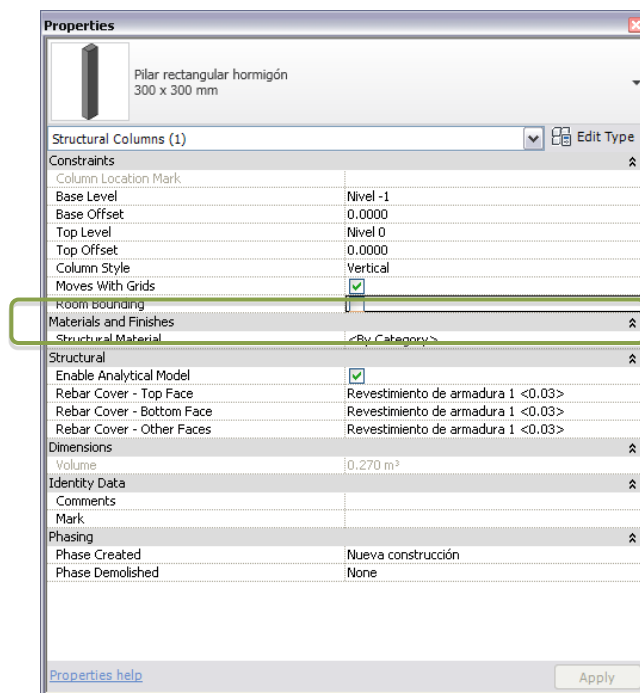 Properties
Pilar rectangular hormigón
300 x 300 mm
Structural Columns (1) Edit Type
Constraints
Column Location Mark
Base Level Nivel -1
Base Offset 0.0000
Top Level Nivel 0
Top Offset 0.0000
Column Style Vertical
Moves With Grids
Room Bounding
Materials and Finishes
Structural Material <By Category>
Structural
Enable Analytical Model
Rebar Cover - Top Face Revestimiento de armadura 1 <0.03>
Rebar Cover - Bottom Face Revestimiento de armadura 1 <0.03>
Rebar Cover - Other Faces Revestimiento de armadura 1 <0.03>
Dimensions
Volume 0.270 m³
Identity Data
Comments
Mark
Phasing
Phase Created Nueva construcción
Phase Demolished None
Properties help Apply